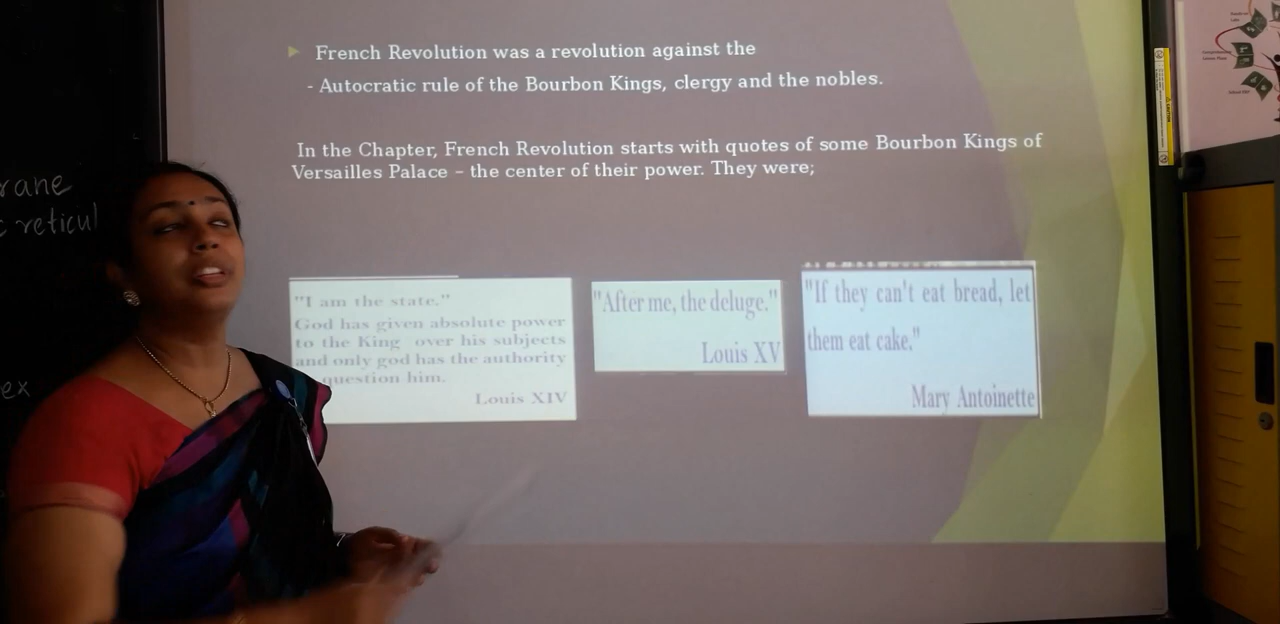 French Revolution was a revolution against the
- Autocratic rule of the Bourbon Kings, clergy and the nobles.
In the Chapter, French Revolution starts with quotes of some Bourbon Kings of
Versailles Palace – the center of their power. They were;
"I am the state."
God has given absolute power
to the King over his subjects
and only god has the authority
question him.
Louis XIV
"After me, the deluge."
Louis XV
"If they can't eat bread, let
them eat cake."
Mary Antoinette
rane
c reticul
ex